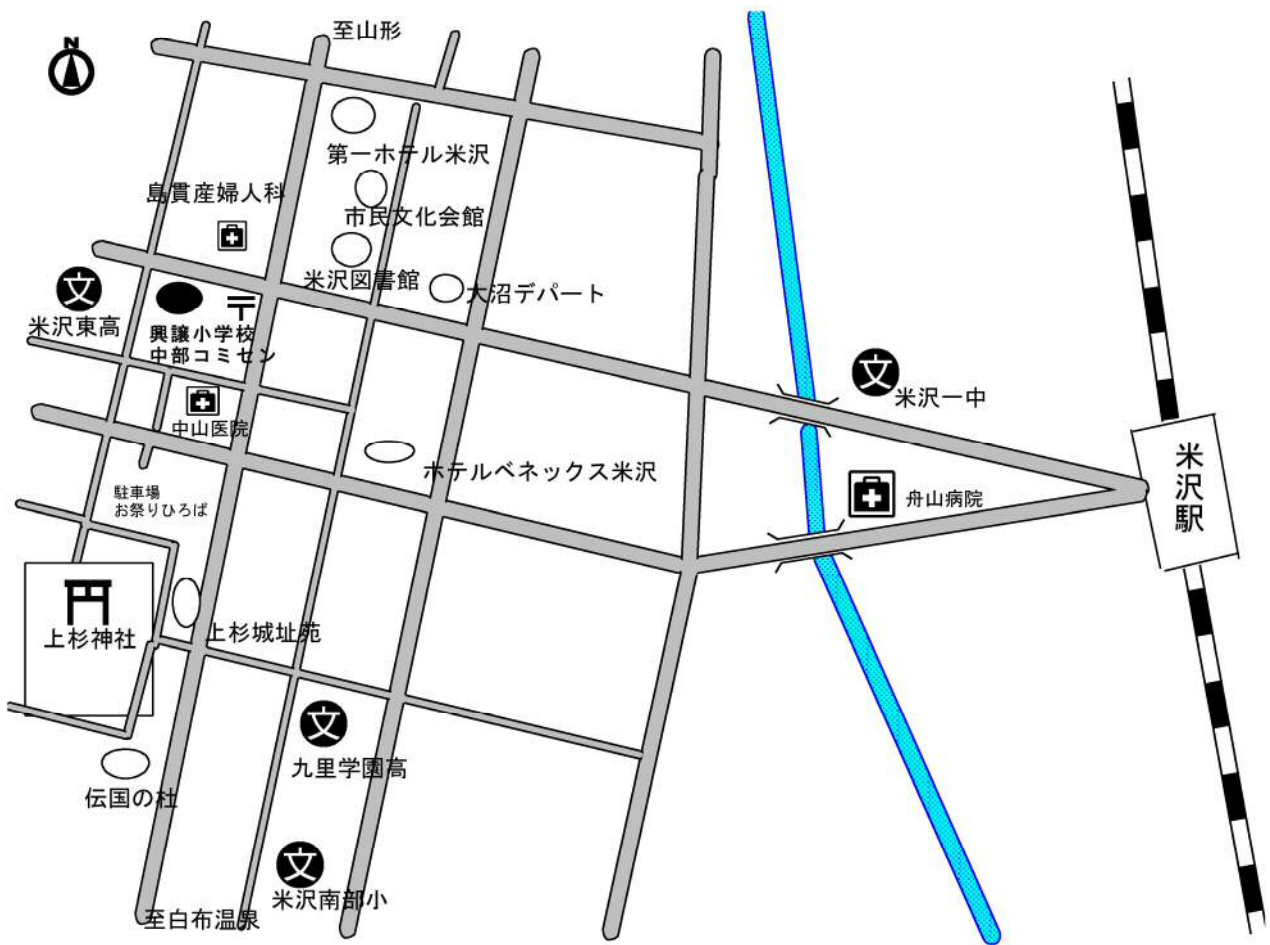 N
至山形
第一ホテル米沢
島貫産婦人科
市民文化会館
米沢図書館
大沼デパート
文
米沢東高
〒
興譲小学校
中部コミセン
文
米沢一中
中山医院
ホテルベネックス米沢
米沢駅
舟山病院
駐車場
お祭りひろば
上杉神社
上杉城址苑
文
九里学園高
伝国の杜
文
米沢南部小
至白布温泉